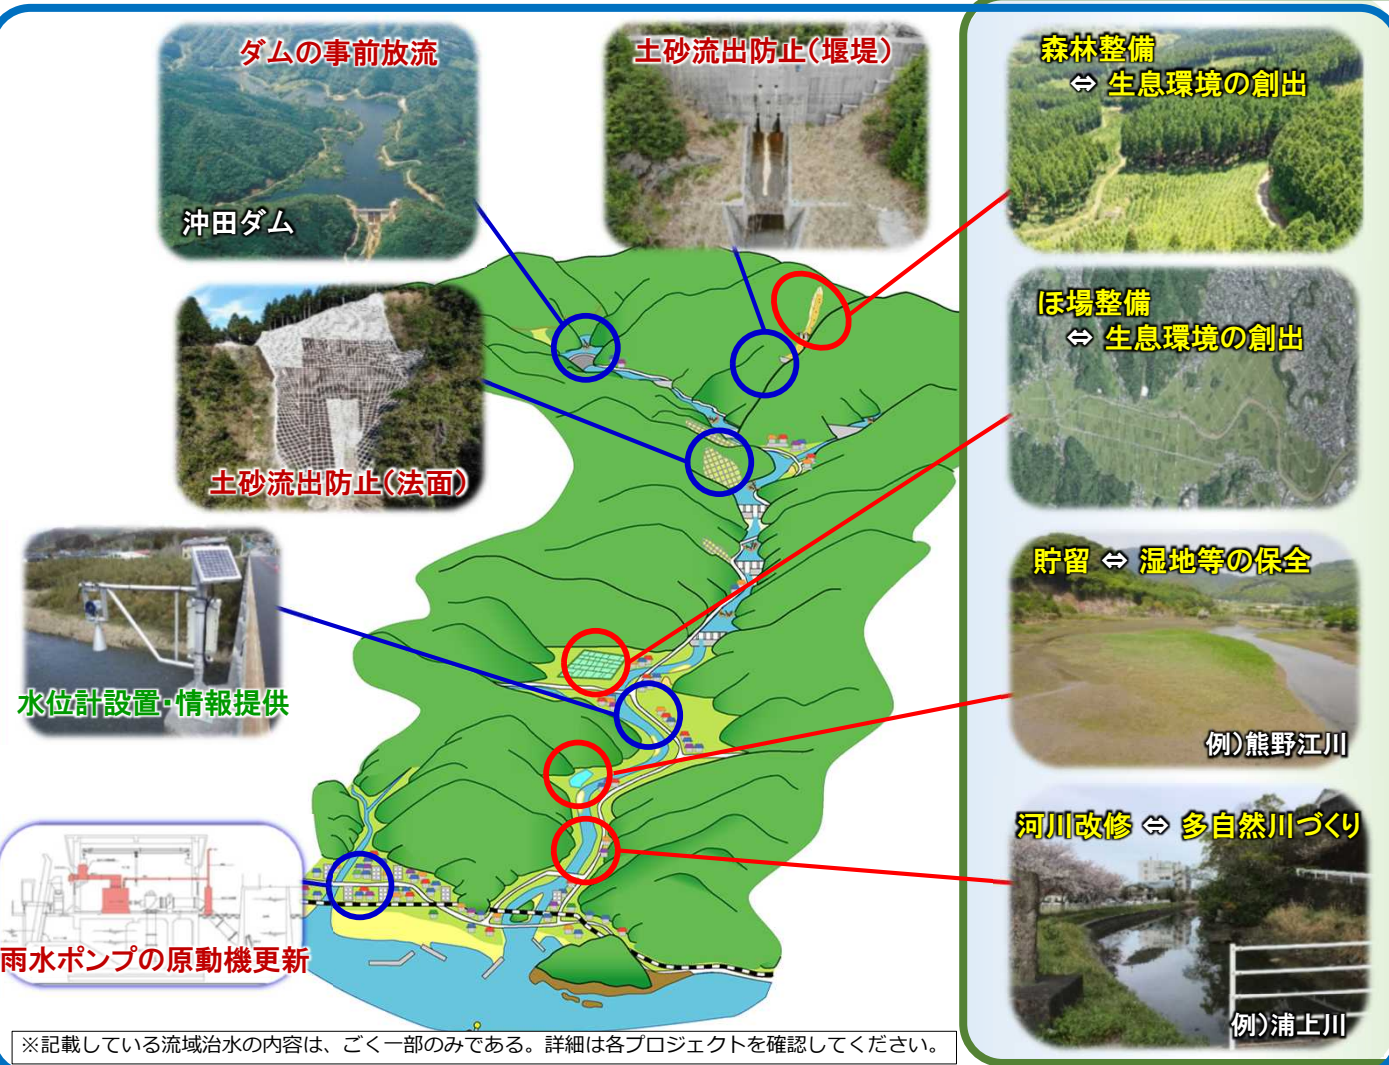 ダムの事前放流
沖田ダム
土砂流出防止(堰堤)
土砂流出防止(法面)
水位計設置・情報提供
雨水ポンプの原動機更新
森林整備
⇔ 生息環境の創出
ほ場整備
⇔ 生息環境の創出
貯留 ⇔ 湿地等の保全
例)熊野江川
河川改修 ⇔ 多自然川づくり
例)浦上川
※記載している流域治水の内容は、ごく一部のみである。詳細は各プロジェクトを確認してください。